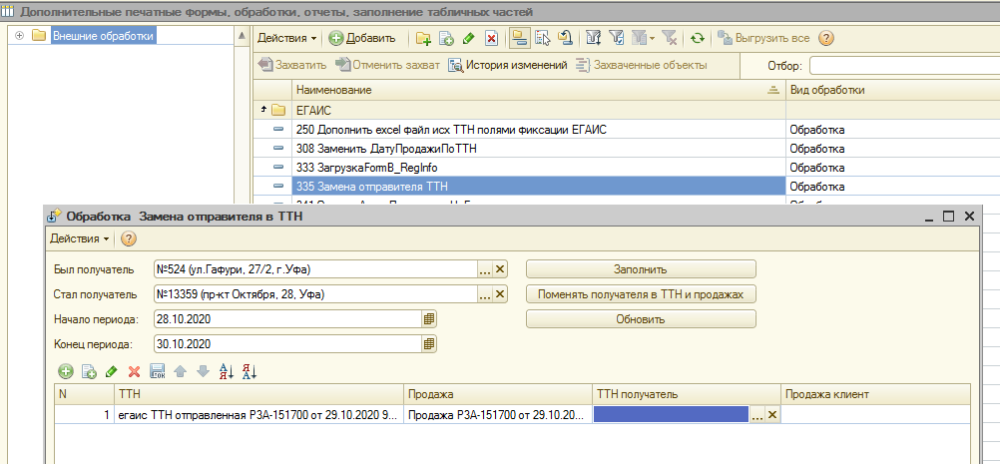 Дополнительные печатные формы, обработки, отчеты, заполнение табличных частей
Внешние обработки
Действия Добавить Выгрузить все
Захватить Отменить захват История изменений Захваченные объекты Отбор:
Наименование Вид обработки
ЕГАИС
250 Дополнить excel файл исх ТТН полями фиксации ЕГАИС Обработка
308 Заменить ДатуПродажиПоТТН Обработка
333 ЗагрузкаFormB_RegInfo Обработка
335 Замена отправителя ТТН Обработка
Обработка Замена отправителя в ТТН
Действия
Был получатель №524 (ул.Гафури, 27/2, г.Уфа) ... Заполнить
Стал получатель №13359 (пр-кт Октября, 28, Уфа) ... Поменять получателя в ТТН и продажах
Начало периода: 28.10.2020 Обновить
Конец периода: 30.10.2020
N ТТН Продажа ТТН получатель Продажа клиент
1 егаис ТТН отправленная РЗА-151700 от 29.10.2020 9... Продажа РЗА-151700 от 29.10.20... ...